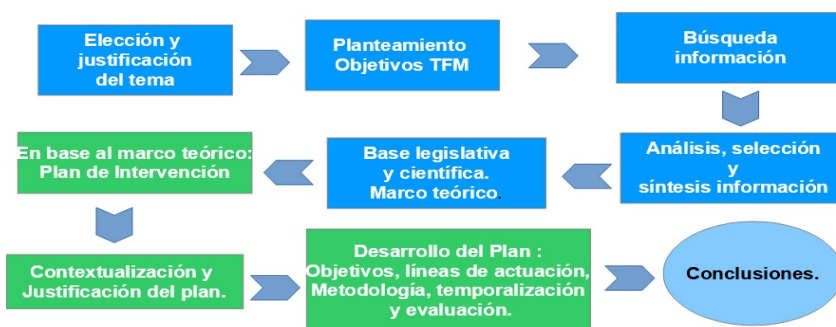 Elección y
justificación
del tema
Planteamiento
Objetivos TFM
Búsqueda
información
Análisis, selección
y
síntesis información
Base legislativa
y científica.
Marco teórico.
En base al marco teórico:
Plan de Intervención
Contextualización y
Justificación del plan.
Desarrollo del Plan :
Objetivos, líneas de actuación,
Metodología, temporalización
y evaluación.
Conclusiones.